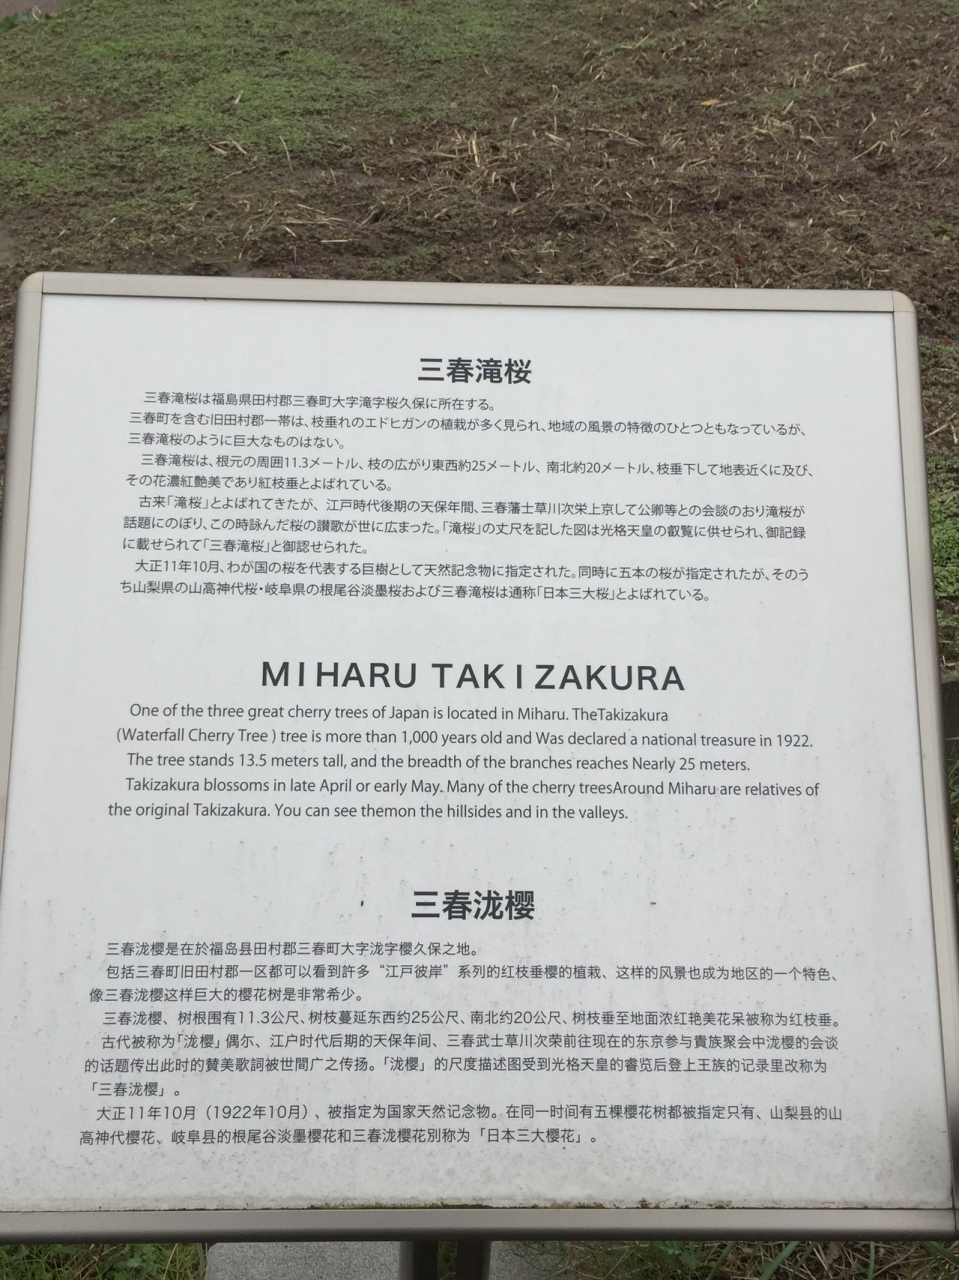 三春滝桜
三春滝桜は福島県田村郡三春町大字滝字桜久保に所在する。
三春町を含む旧田村郡一帯は、枝垂れのエドヒガンの植栽が多く見られ、地域の風景の特徴のひとつともなっているが、
三春滝桜のように巨大なものはない。
三春滝桜は、根元の周囲11.3メートル、枝の広がり東西約25メートル、南北約20メートル、枝垂下して地表近くに及び、
その花濃紅艶美であり紅枝垂とよばれている。
古来「滝桜」とよばれてきたが、江戸時代後期の天保年間、三春藩士草川次栄上京して公卿等との会談のおり滝桜が
話題にのぼり、この時詠んだ桜の讃歌が世に広まった。「滝桜」の丈尺を記した図は光格天皇の叡覧に供せられ、御記録
に載せられて「三春滝桜」と御認せられた。
大正11年10月、わが国の桜を代表する巨樹として天然記念物に指定された。同時に五本の桜が指定されたが、そのう
ち山梨県の山高神代桜・岐阜県の根尾谷淡墨桜および三春滝桜は通称「日本三大桜」とよばれている。
MIHARU TAKIZAKURA
One of the three great cherry trees of Japan is located in Miharu. TheTakizakura
(Waterfall Cherry Tree ) tree is more than 1,000 years old and Was declared a national treasure in 1922.
The tree stands 13.5 meters tall, and the breadth of the branches reaches Nearly 25 meters.
Takizakura blossoms in late April or early May. Many of the cherry treesAround Miharu are relatives of
the original Takizakura. You can see themon the hillsides and in the valleys.
三春泷樱
三春泷樱是在於福岛县田村郡三春町大字泷字樱久保之地。
包括三春町旧田村郡一区都可以看到許多“江戸彼岸”系列的红枝垂樱的植栽、这样的风景也成为地区的一个特色、
像三春泷樱这样巨大的樱花树是非常希少。
三春泷樱、树根围有11.3公尺、树枝蔓延东西约25公尺、南北约20公尺、树枝垂至地面浓红艳美花呆被称为红枝垂。
古代被称为「泷樱」偶尔、江户时代后期的天保年间、三春武士草川次荣前往现在的东京参与貴族聚会中泷樱的会谈
的话题传出此时的賛美歌詞被世間广之传扬。「泷樱」的尺度描述图受到光格天皇的睿览后登上王族的记录里改称为
「三春泷樱」。
大正11年10月（1922年10月）、被指定为国家天然记念物。在同一时间有五棵樱花树都被指定只有、山梨县的山
高神代樱花、岐阜县的根尾谷淡墨樱花和三春泷樱花別称为「日本三大樱花」。